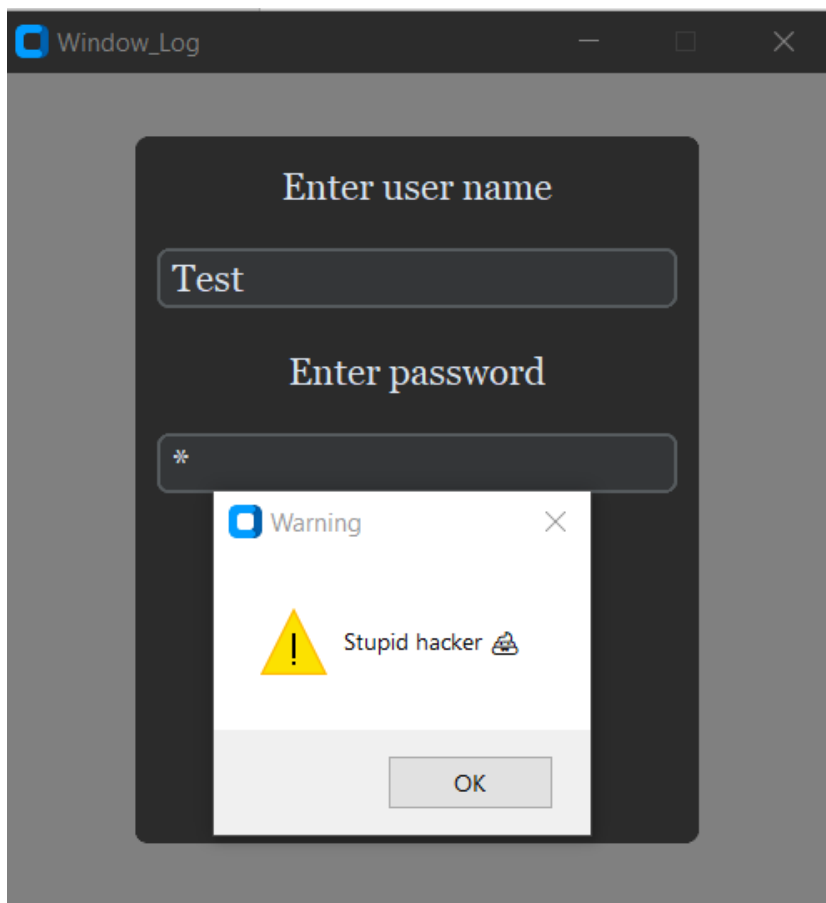 Window_Log
Enter user name
Test
Enter password
*
Warning
Stupid hacker 💩
OK